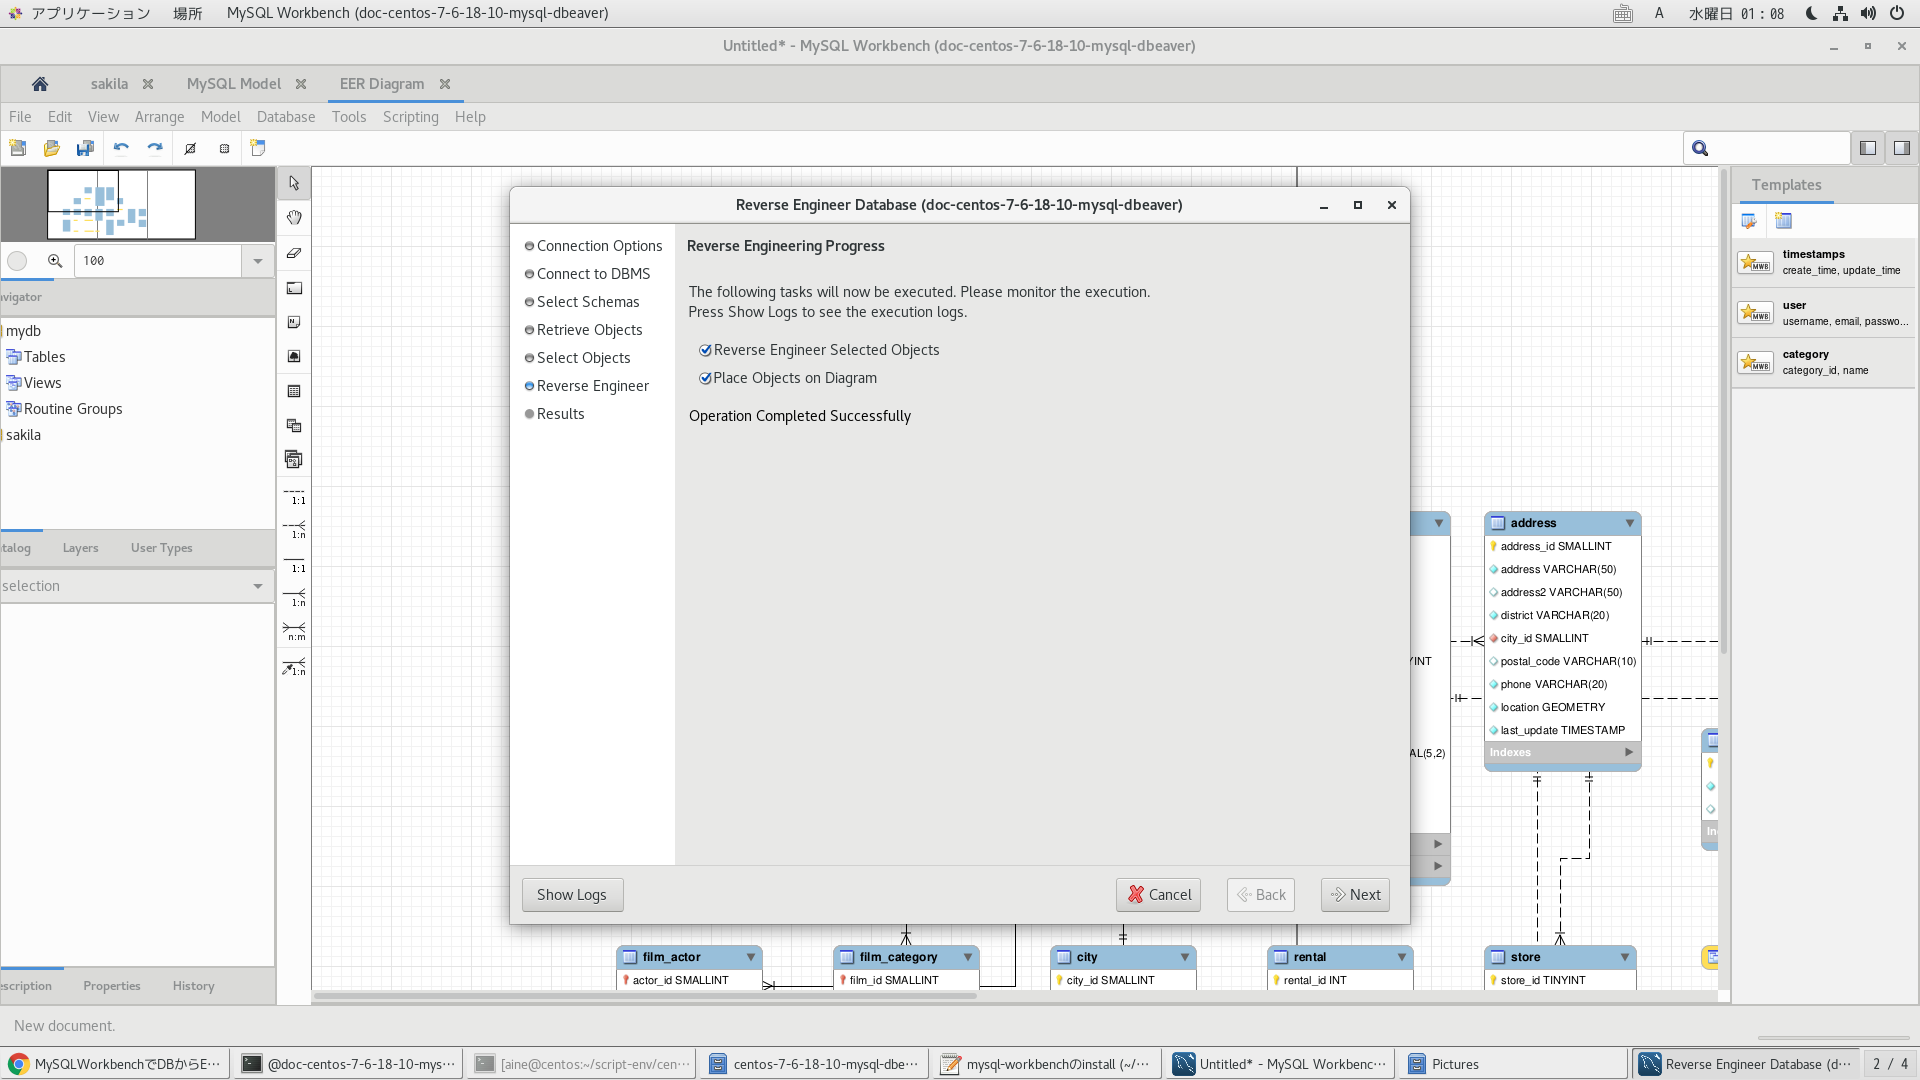 アプリケーション 場所 MySQL Workbench (doc-centos-7-6-18-10-mysql-dbeaver) A 水曜日 01：08
Untitled* - MySQL Workbench (doc-centos-7-6-18-10-mysql-dbeaver)
sakila MySQL Model EER Diagram
File Edit View Arrange Model Database Tools Scripting Help
Templates
100
avigator
timestamps
create_time, update_time
user
username, email, passwo...
category
category_id, name
mydb
Tables
Views
Routine Groups
sakila
atalog Layers User Types
selection
escription Properties History
1:1
1:n
1:1
1:n
n:m
1:n
Reverse Engineer Database (doc-centos-7-6-18-10-mysql-dbeaver)
Connection Options
Connect to DBMS
Select Schemas
Retrieve Objects
Select Objects
Reverse Engineer
Results
Reverse Engineering Progress
The following tasks will now be executed. Please monitor the execution.
Press Show Logs to see the execution logs.
Reverse Engineer Selected Objects
Place Objects on Diagram
Operation Completed Successfully
Show Logs Cancel Back Next
YINT
AL(5,2)
address
address_id SMALLINT
address VARCHAR(50)
address2 VARCHAR(50)
district VARCHAR(20)
city_id SMALLINT
postal_code VARCHAR(10)
phone VARCHAR(20)
location GEOMETRY
last_update TIMESTAMP
Indexes
In
film_actor
actor_id SMALLINT
film_category
film_id SMALLINT
city
city_id SMALLINT
rental
rental_id INT
store
store_id TINYINT
New document.
MySQLWorkbenchでDBからE... @doc-centos-7-6-18-10-mys... [aine@centos:~/script-env/cen... centos-7-6-18-10-mysql-dbe... mysql-workbenchのinstall (~/... Untitled* - MySQL Workbenc... Pictures Reverse Engineer Database (d... 2 / 4